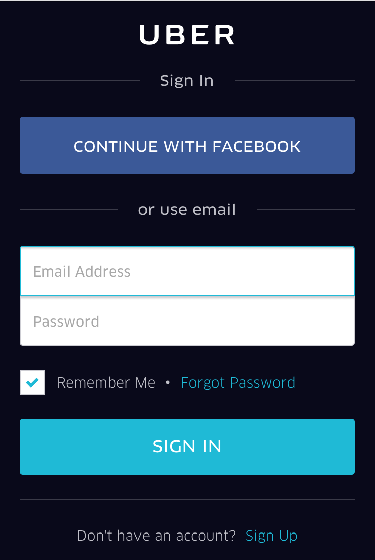 UBER
Sign In
CONTINUE WITH FACEBOOK
or use email
Email Address
Password
Remember Me • Forgot Password
SIGN IN
Don't have an account? Sign Up